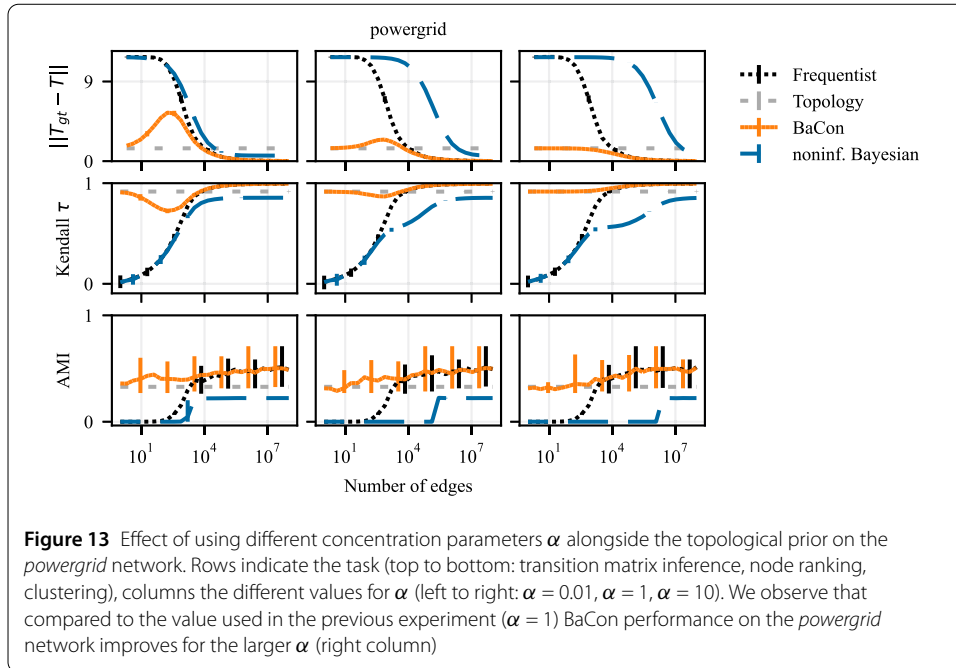 powergrid
||T_gt − T||
9
0
Frequentist
Topology
BaCon
noninf. Bayesian
Kendall τ
1
0
AMI
1
0
10^1 10^4 10^7 10^1 10^4 10^7 10^1 10^4 10^7
Number of edges
Figure 13 Effect of using different concentration parameters α alongside the topological prior on the
powergrid network. Rows indicate the task (top to bottom: transition matrix inference, node ranking,
clustering), columns the different values for α (left to right: α = 0.01, α = 1, α = 10). We observe that
compared to the value used in the previous experiment (α = 1) BaCon performance on the powergrid
network improves for the larger α (right column)